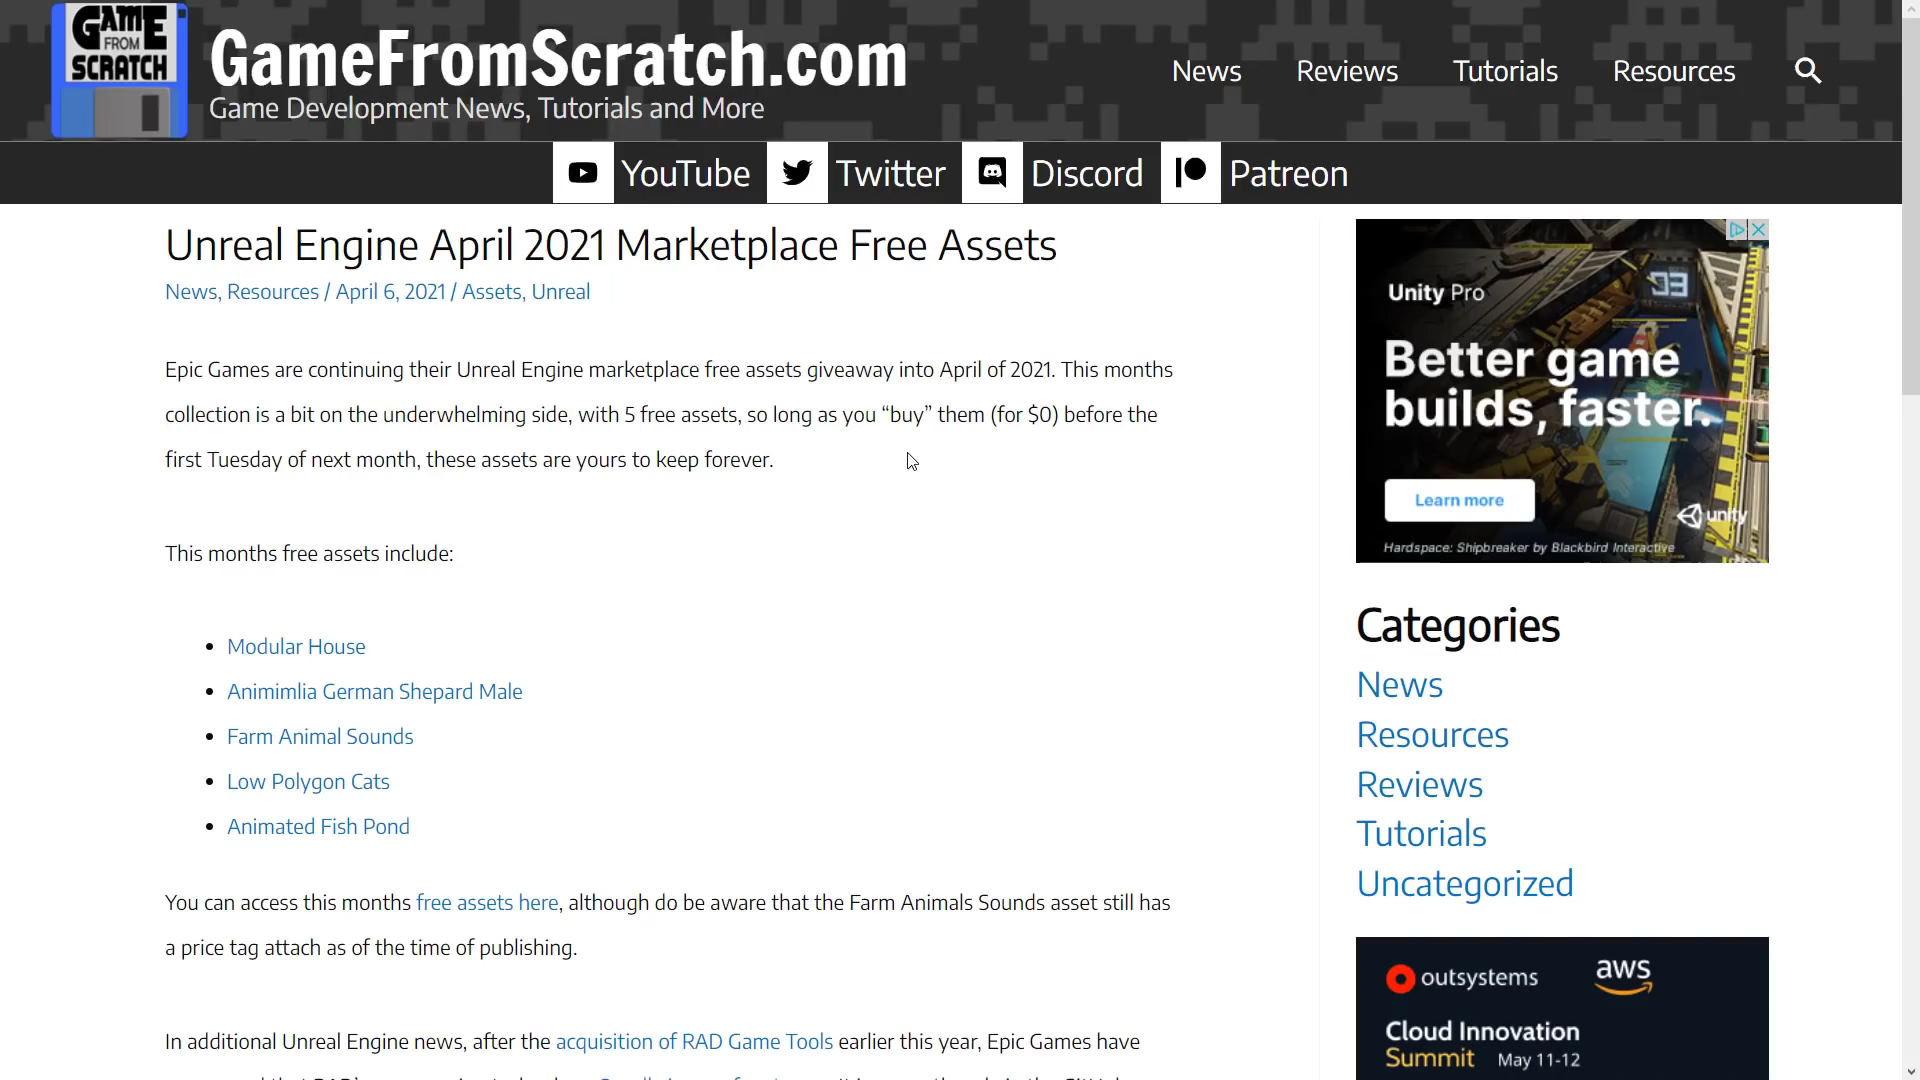 GAME
FROM
SCRATCH
GameFromScratch.com
Game Development News, Tutorials and More
News
Reviews
Tutorials
Resources
YouTube
Twitter
Discord
Patreon
Unreal Engine April 2021 Marketplace Free Assets
News, Resources / April 6, 2021 / Assets, Unreal
Epic Games are continuing their Unreal Engine marketplace free assets giveaway into April of 2021. This months
collection is a bit on the underwhelming side, with 5 free assets, so long as you “buy” them (for $0) before the
first Tuesday of next month, these assets are yours to keep forever.
This months free assets include:
• Modular House
• Animimlia German Shepard Male
• Farm Animal Sounds
• Low Polygon Cats
• Animated Fish Pond
You can access this months free assets here, although do be aware that the Farm Animals Sounds asset still has
a price tag attach as of the time of publishing.
In additional Unreal Engine news, after the acquisition of RAD Game Tools earlier this year, Epic Games have
Unity Pro
Better game
builds, faster.
Learn more
unity
Hardspace: Shipbreaker by Blackbird Interactive
Categories
News
Resources
Reviews
Tutorials
Uncategorized
outsystems
aws
Cloud Innovation
Summit May 11-12